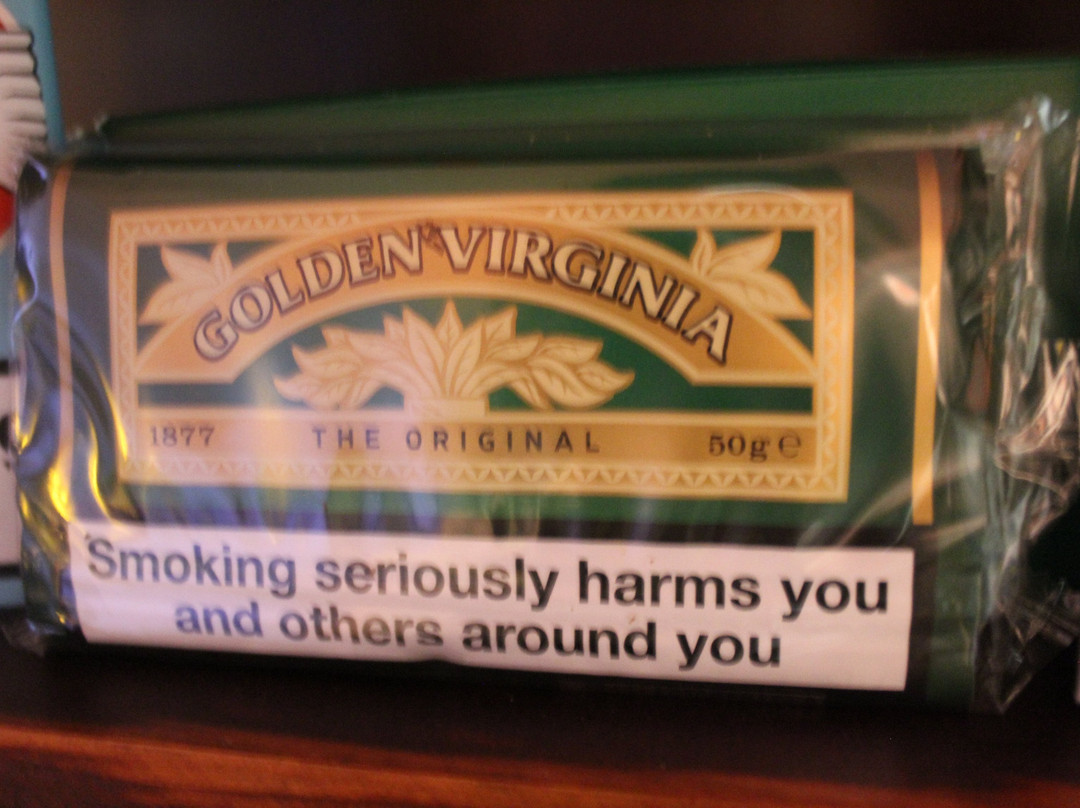 GOLDEN VIRGINIA
1877 THE ORIGINAL 50g ℮
Smoking seriously harms you
and others around you